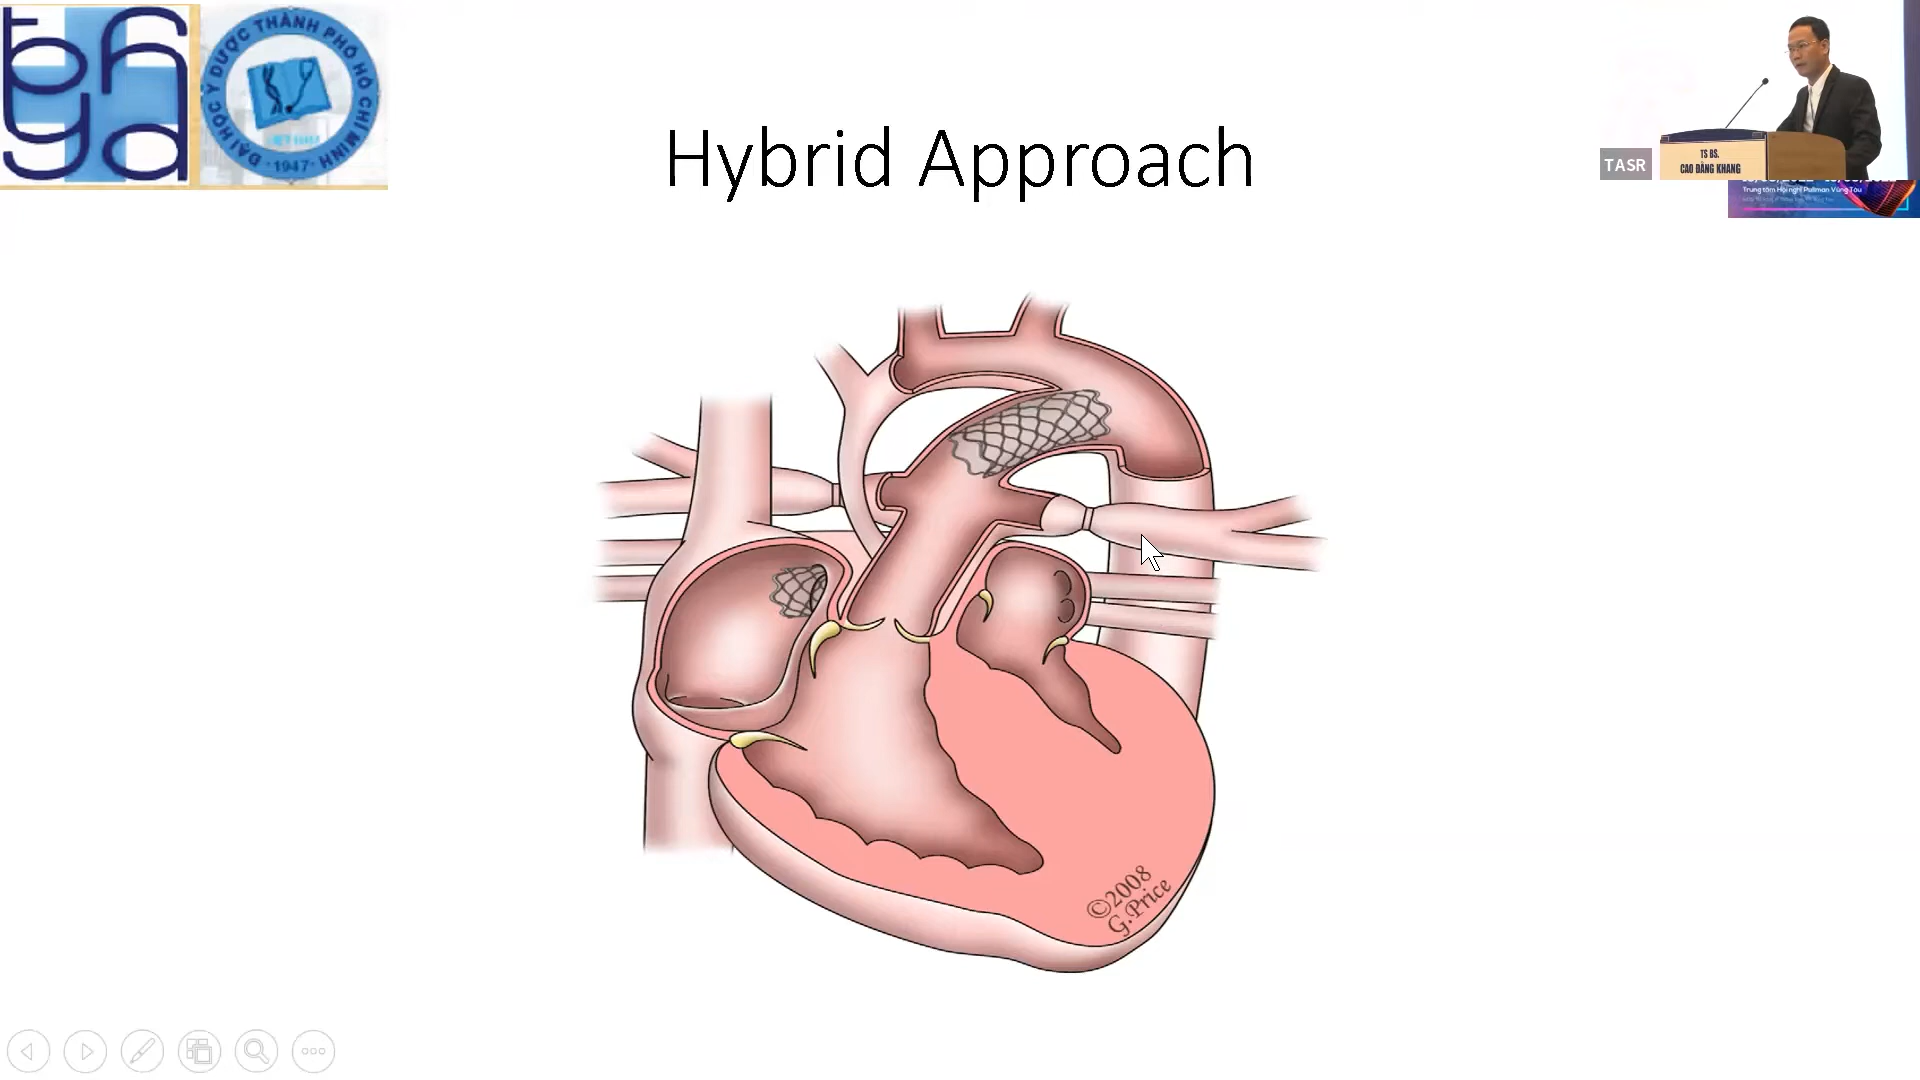 ĐẠI HỌC Y DƯỢC THÀNH PHỐ HỒ CHÍ MINH
·1947·
Hybrid Approach
TASR
TS BS.
CAO ĐẰNG KHANG
Trung tâm Hội nghị Pullman Vũng Tàu
©2008
G.Price